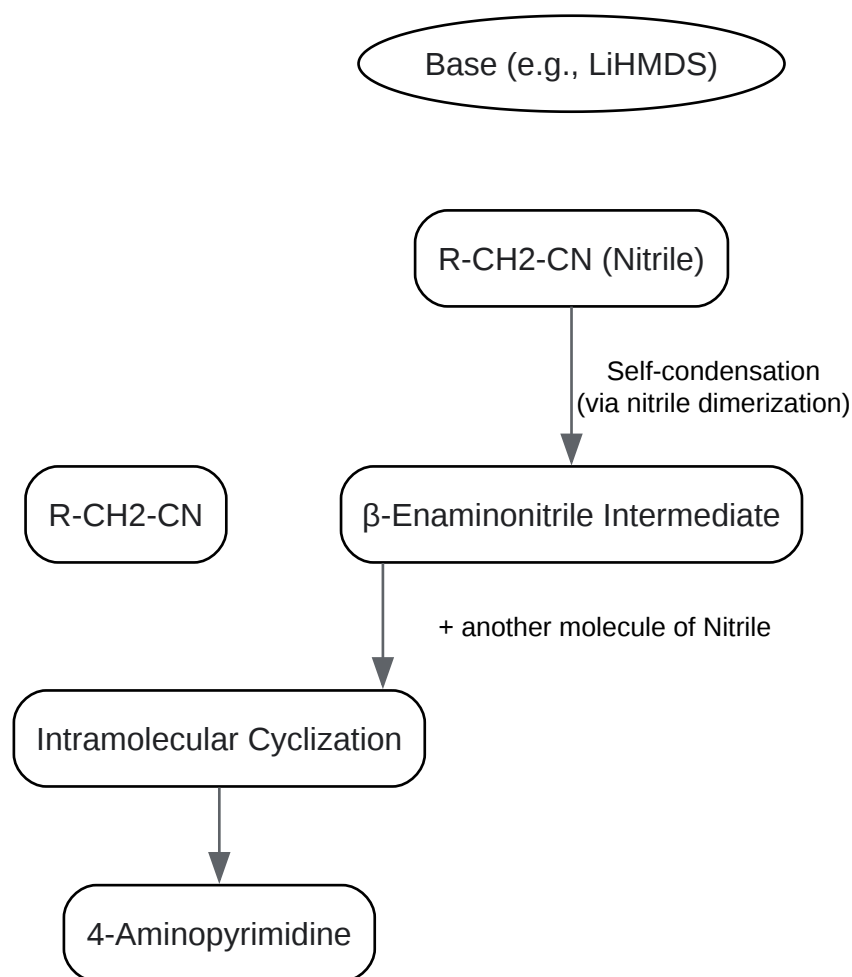 Base (e.g., LiHMDS)
R-CH2-CN (Nitrile)
Self-condensation
(via nitrile dimerization)
R-CH2-CN
β-Enaminonitrile Intermediate
+ another molecule of Nitrile
Intramolecular Cyclization
4-Aminopyrimidine